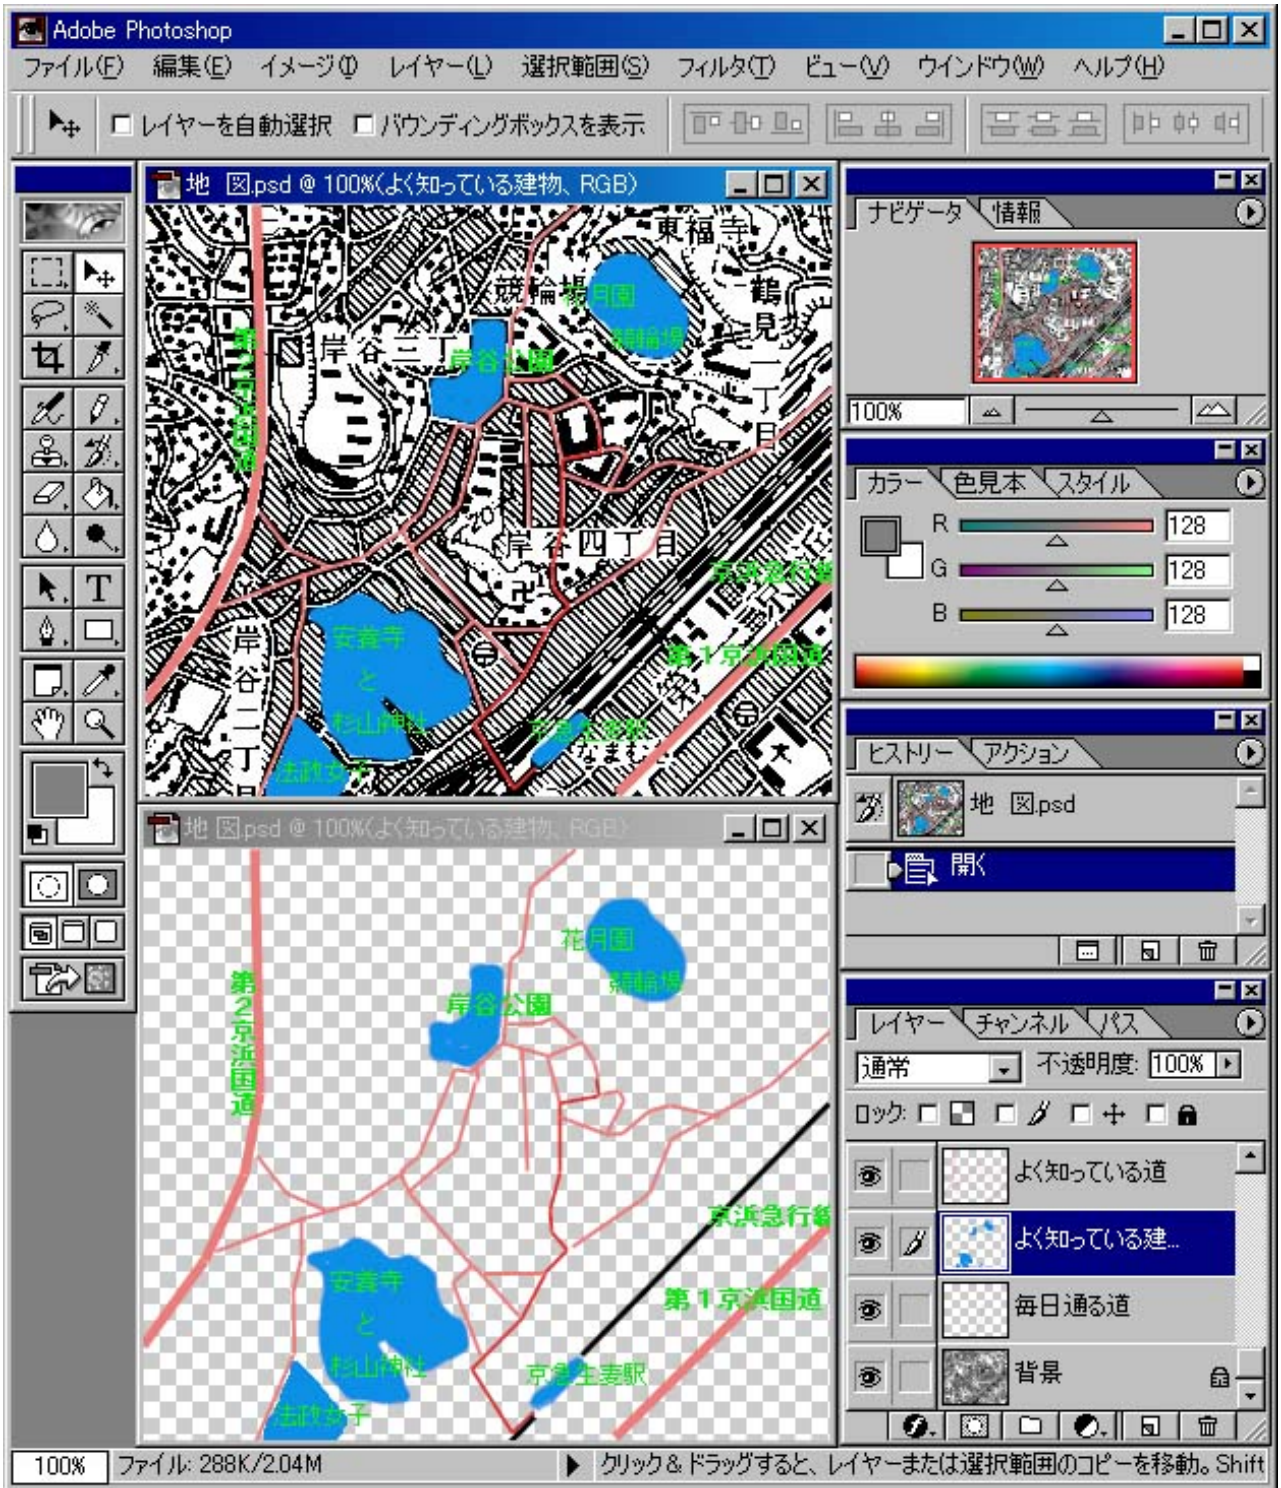 Adobe Photoshop
ファイル(F) 編集(E) イメージ(I) レイヤー(L) 選択範囲(S) フィルタ(T) ビュー(V) ウインドウ(W) ヘルプ(H)
レイヤーを自動選択 バウンディングボックスを表示
地 図.psd @ 100%(よく知っている建物、RGB)
東福寺
競輪場
花月園
競輪場
鶴見一丁目
第2京浜国道
岸谷三丁
岸谷公園
20
岸谷四丁目
京浜急行線
第1京浜国道
第
岸谷二丁目
安養寺
と
杉山神社
法政女子
京急生麦駅
なまむぎ
地 図.psd @ 100%(よく知っている建物、RGB)
花月園
競輪場
第2京浜国道
岸谷公園
京浜急行線
第1京浜国道
安養寺
と
杉山神社
法政女子
京急生麦駅
ナビゲータ 情報
100%
カラー 色見本 スタイル
R 128
G 128
B 128
ヒストリー アクション
地 図.psd
開く
レイヤー チャンネル パス
通常 不透明度: 100%
ロック:
よく知っている道
よく知っている建...
毎日通る道
背景
100% ファイル: 288K/2.04M クリック & ドラッグすると、レイヤーまたは選択範囲のコピーを移動。Shift